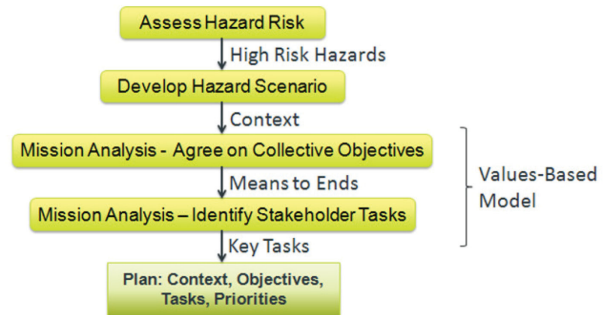 Assess Hazard Risk
High Risk Hazards
Develop Hazard Scenario
Context
Mission Analysis - Agree on Collective Objectives
Means to Ends
Mission Analysis – Identify Stakeholder Tasks
Key Tasks
Plan: Context, Objectives,
Tasks, Priorities
Values-Based
Model